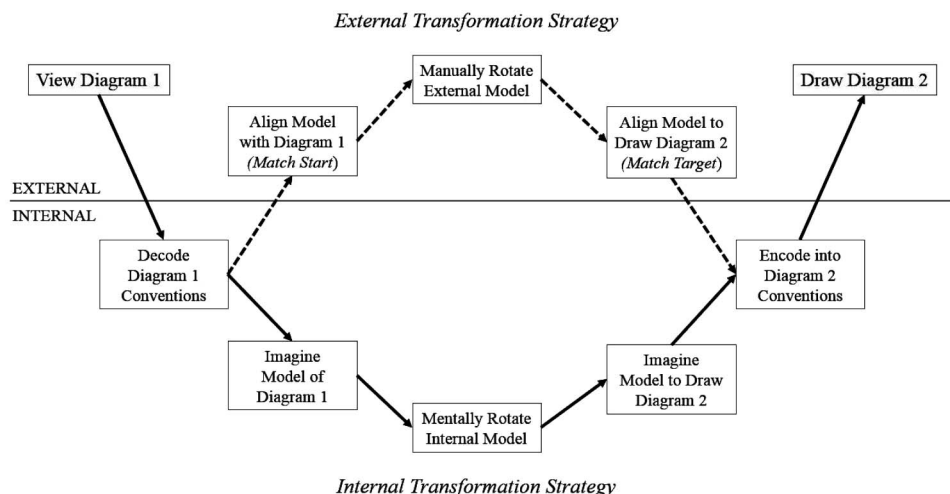 External Transformation Strategy
View Diagram 1
Manually Rotate
External Model
Draw Diagram 2
Align Model
with Diagram 1
(Match Start)
Align Model to
Draw Diagram 2
(Match Target)
EXTERNAL
INTERNAL
Decode
Diagram 1
Conventions
Encode into
Diagram 2
Conventions
Imagine
Model of
Diagram 1
Imagine
Model to Draw
Diagram 2
Mentally Rotate
Internal Model
Internal Transformation Strategy